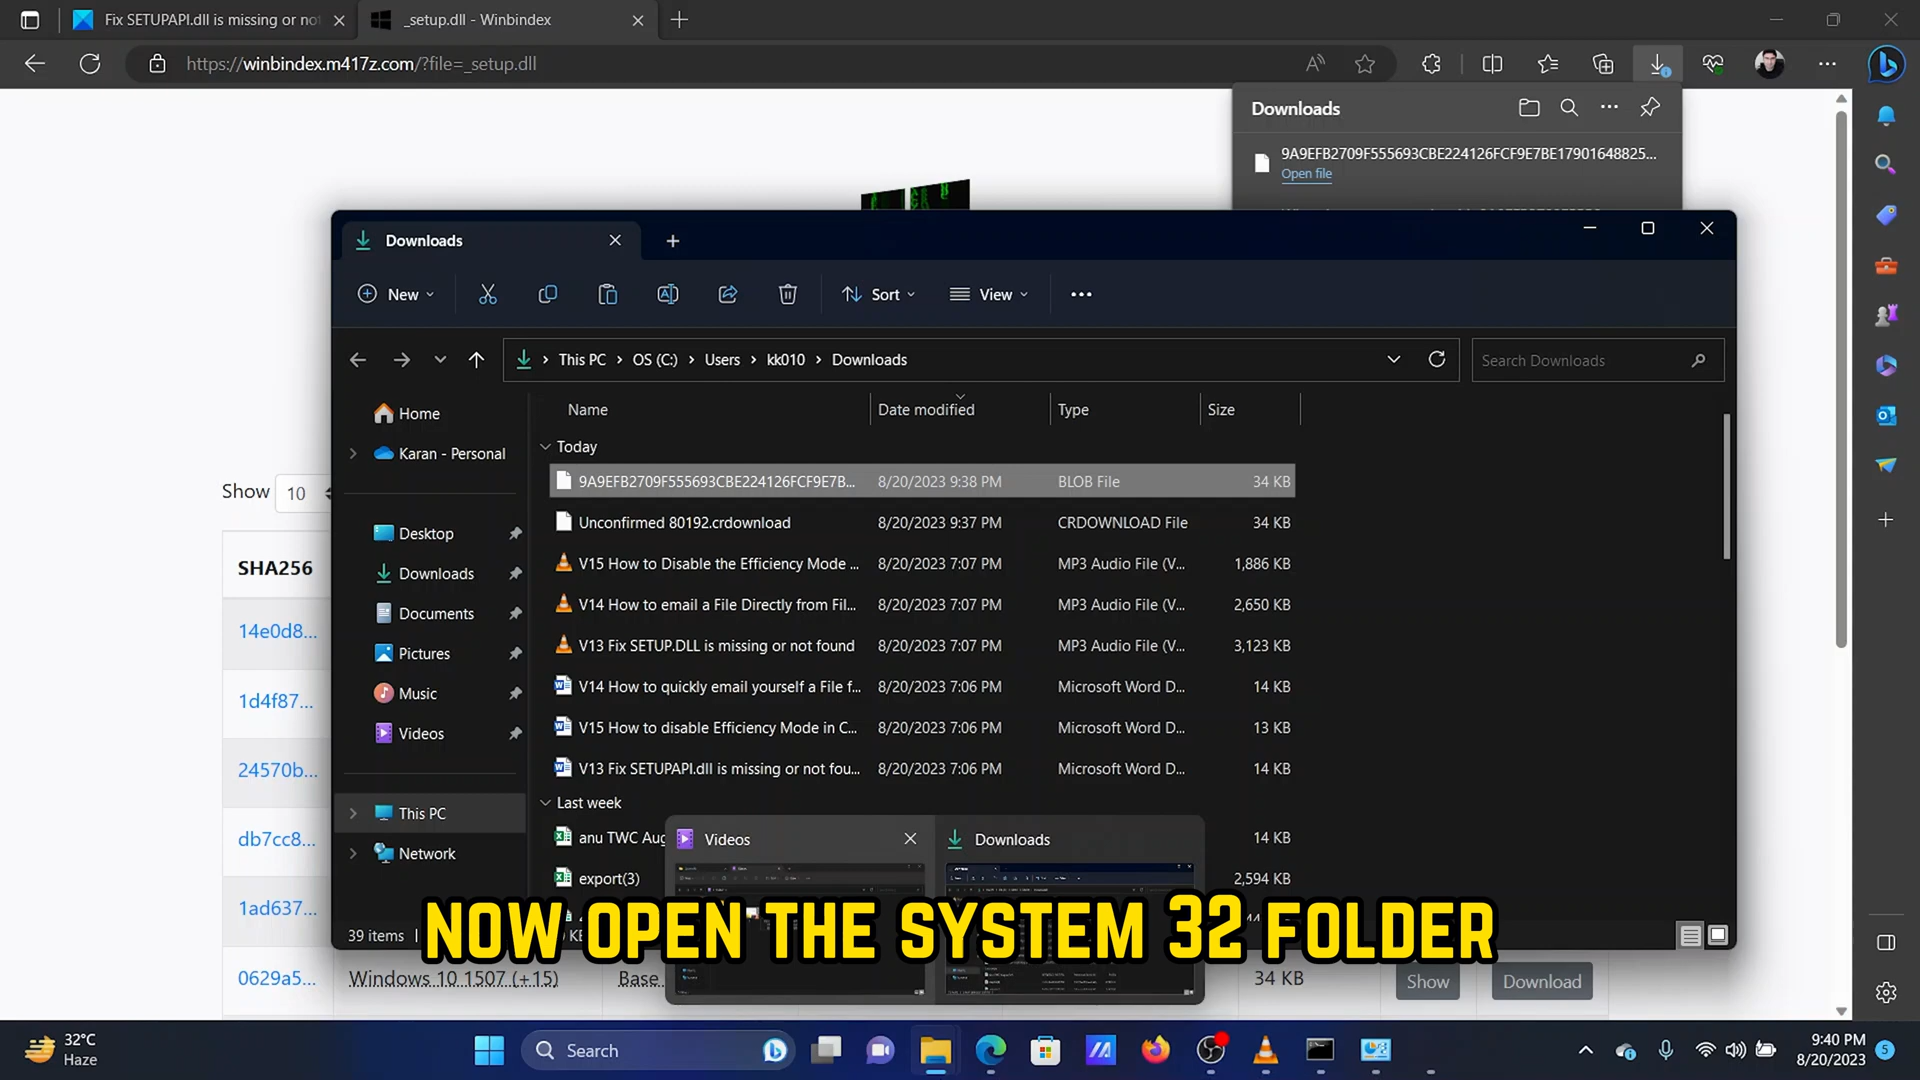 Fix SETUPAPI.dll is missing or no
_setup.dll - Winbindex
https://winbindex.m417z.com/?file=_setup.dll
Downloads
9A9EFB2709F555693CBE224126FCF9E7BE17901648825...
Open file
Downloads
New
Sort
View
This PC > OS (C:) > Users > kk010 > Downloads
Search Downloads
Home
Karan - Personal
Desktop
Downloads
Documents
Pictures
Music
Videos
This PC
Network
Name Date modified Type Size
Today
9A9EFB2709F555693CBE224126FCF9E7B... 8/20/2023 9:38 PM BLOB File 34 KB
Unconfirmed 80192.crdownload 8/20/2023 9:37 PM CRDOWNLOAD File 34 KB
V15 How to Disable the Efficiency Mode ... 8/20/2023 7:07 PM MP3 Audio File (V... 1,886 KB
V14 How to email a File Directly from Fil... 8/20/2023 7:07 PM MP3 Audio File (V... 2,650 KB
V13 Fix SETUP.DLL is missing or not found 8/20/2023 7:07 PM MP3 Audio File (V... 3,123 KB
V14 How to quickly email yourself a File f... 8/20/2023 7:06 PM Microsoft Word D... 14 KB
V15 How to disable Efficiency Mode in C... 8/20/2023 7:06 PM Microsoft Word D... 13 KB
V13 Fix SETUPAPI.dll is missing or not fou... 8/20/2023 7:06 PM Microsoft Word D... 14 KB
Last week
anu TWC Aug 14 KB
export(3) 2,594 KB
39 items
Videos
Downloads
NOW OPEN THE SYSTEM 32 FOLDER
Show 10
SHA256
14e0d8...
1d4f87...
24570b...
db7cc8...
1ad637...
0629a5... Windows 10 1507 (+15) Base 34 KB Show Download
32°C
Haze
Search
9:40 PM
8/20/2023
5